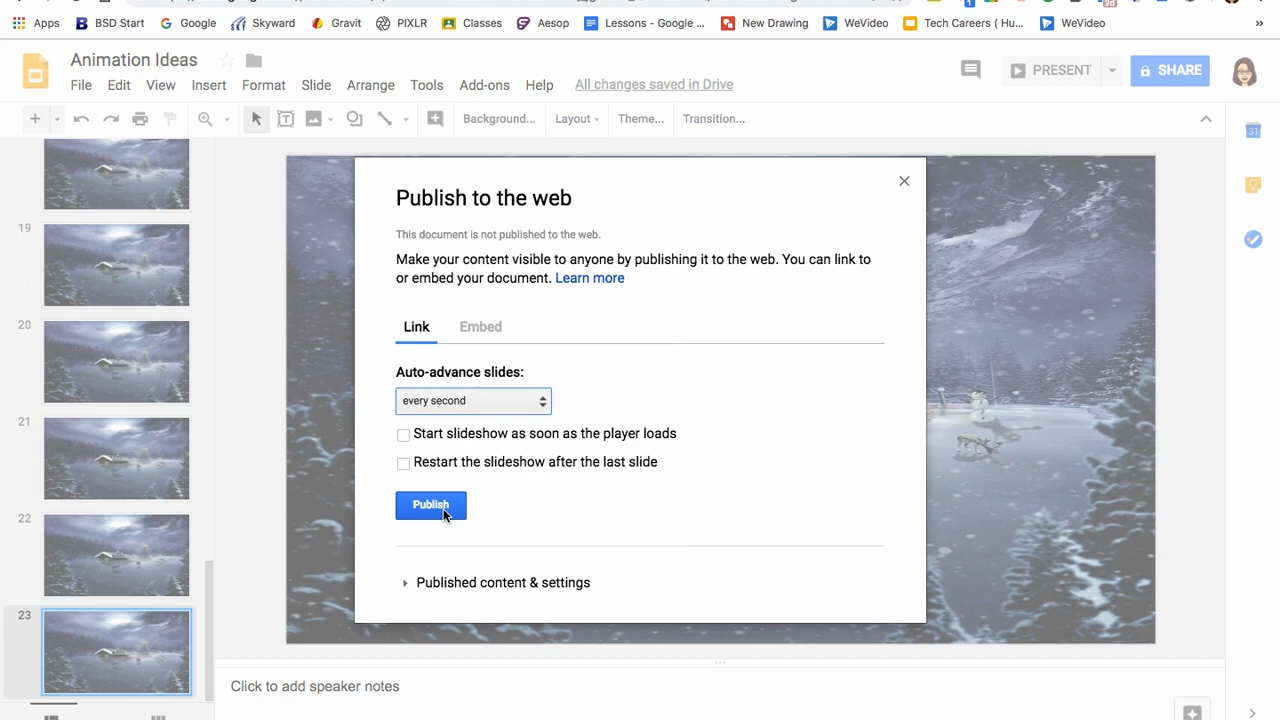 Apps BSD Start Google Skyward Gravit PIXLR Classes Aesop Lessons - Google ... New Drawing WeVideo Tech Careers ( Hu... WeVideo »
Animation Ideas
PRESENT SHARE
File Edit View Insert Format Slide Arrange Tools Add-ons Help All changes saved in Drive
Background... Layout Theme... Transition...
31
Publish to the web
This document is not published to the web.
Make your content visible to anyone by publishing it to the web. You can link to
or embed your document. Learn more
Link Embed
Auto-advance slides:
every second
Start slideshow as soon as the player loads
Restart the slideshow after the last slide
Publish
Published content & settings
19
20
21
22
23
Click to add speaker notes